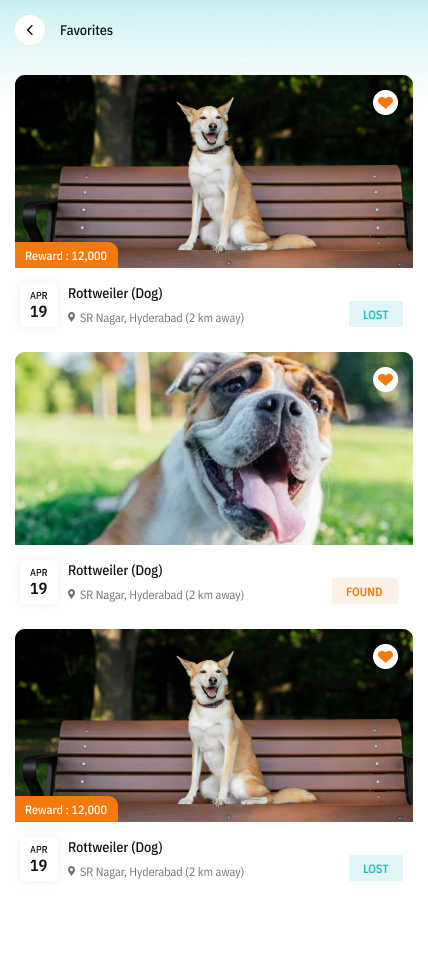 Favorites
Reward : 12,000
APR
19
Rottweiler (Dog)
SR Nagar, Hyderabad (2 km away)
LOST
APR
19
Rottweiler (Dog)
SR Nagar, Hyderabad (2 km away)
FOUND
Reward : 12,000
APR
19
Rottweiler (Dog)
SR Nagar, Hyderabad (2 km away)
LOST